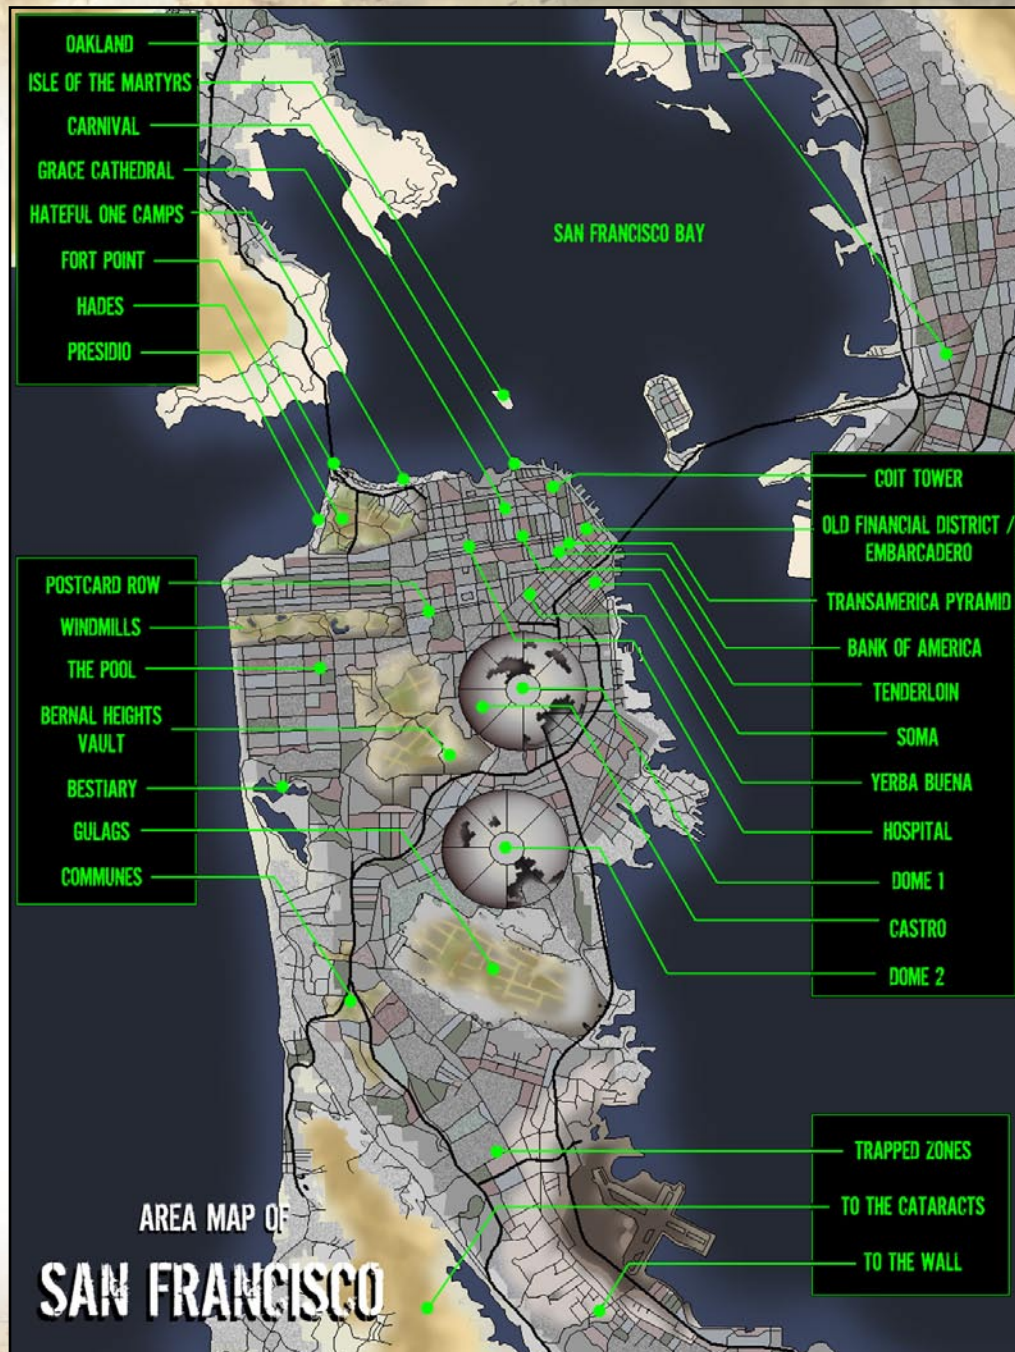 OAKLAND
ISLE OF THE MARTYRS
CARNIVAL
GRACE CATHEDRAL
HATEFUL ONE CAMPS
FORT POINT
HADES
PRESIDIO
SAN FRANCISCO BAY
COIT TOWER
OLD FINANCIAL DISTRICT /
EMBARCADERO
TRANSAMERICA PYRAMID
BANK OF AMERICA
TENDERLOIN
SOMA
YERBA BUENA
HOSPITAL
DOME 1
CASTRO
DOME 2
POSTCARD ROW
WINDMILLS
THE POOL
BERNAL HEIGHTS
VAULT
BESTIARY
GULAGS
COMMUNES
TRAPPED ZONES
TO THE CATARACTS
TO THE WALL
AREA MAP OF
SAN FRANCISCO